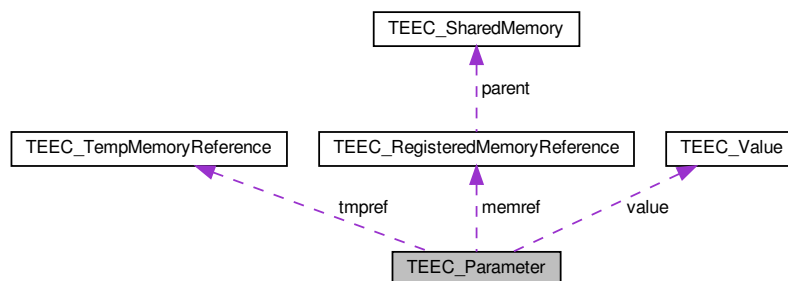 TEEC_SharedMemory
parent
TEEC_TempMemoryReference
TEEC_RegisteredMemoryReference
TEEC_Value
tmpref
memref
value
TEEC_Parameter